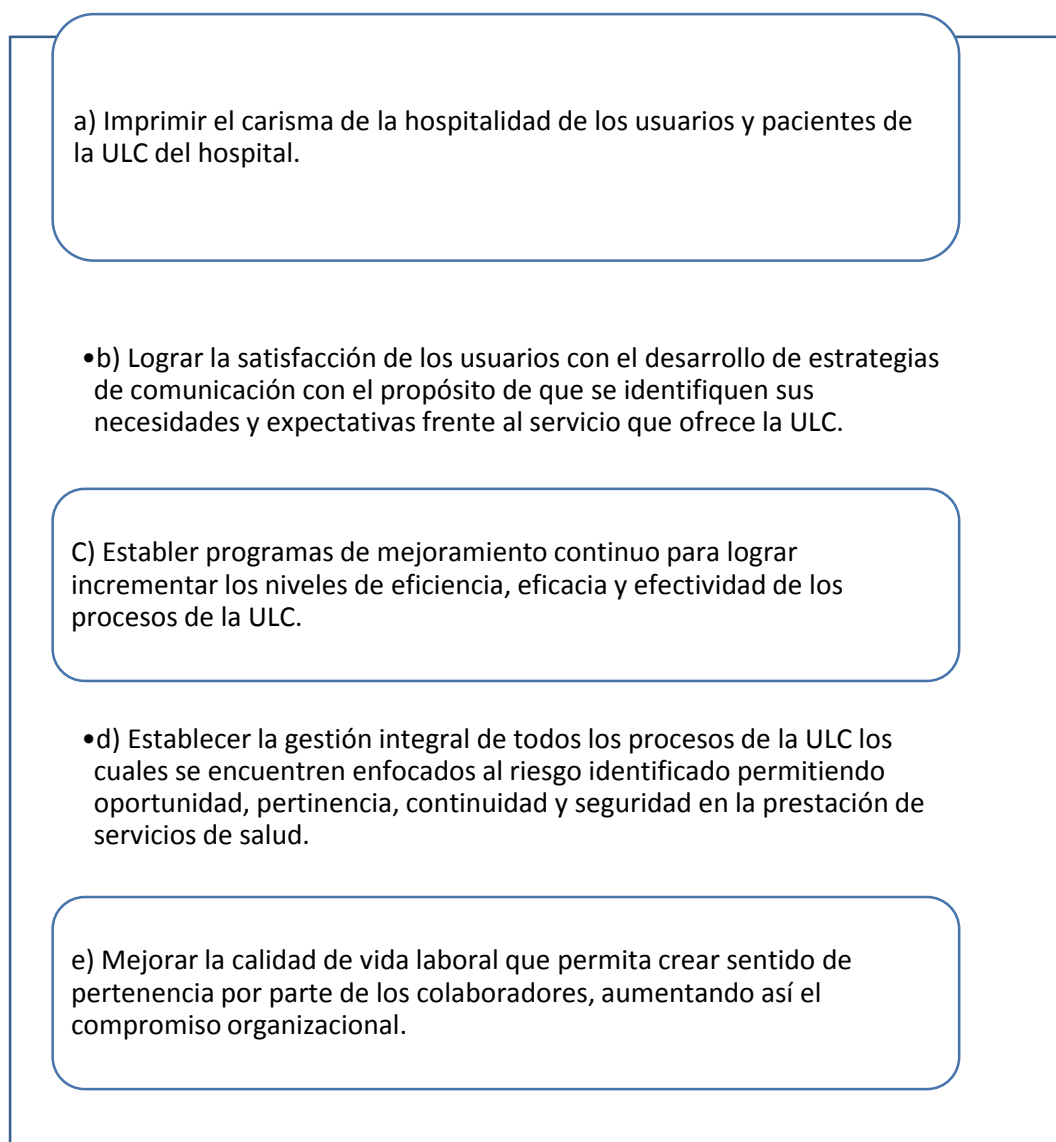 a) Imprimir el carisma de la hospitalidad de los usuarios y pacientes de
la ULC del hospital.
•b) Lograr la satisfacción de los usuarios con el desarrollo de estrategias
de comunicación con el propósito de que se identifiquen sus
necesidades y expectativas frente al servicio que ofrece la ULC.
C) Establer programas de mejoramiento continuo para lograr
incrementar los niveles de eficiencia, eficacia y efectividad de los
procesos de la ULC.
•d) Establecer la gestión integral de todos los procesos de la ULC los
cuales se encuentren enfocados al riesgo identificado permitiendo
oportunidad, pertinencia, continuidad y seguridad en la prestación de
servicios de salud.
e) Mejorar la calidad de vida laboral que permita crear sentido de
pertenencia por parte de los colaboradores, aumentando así el
compromiso organizacional.